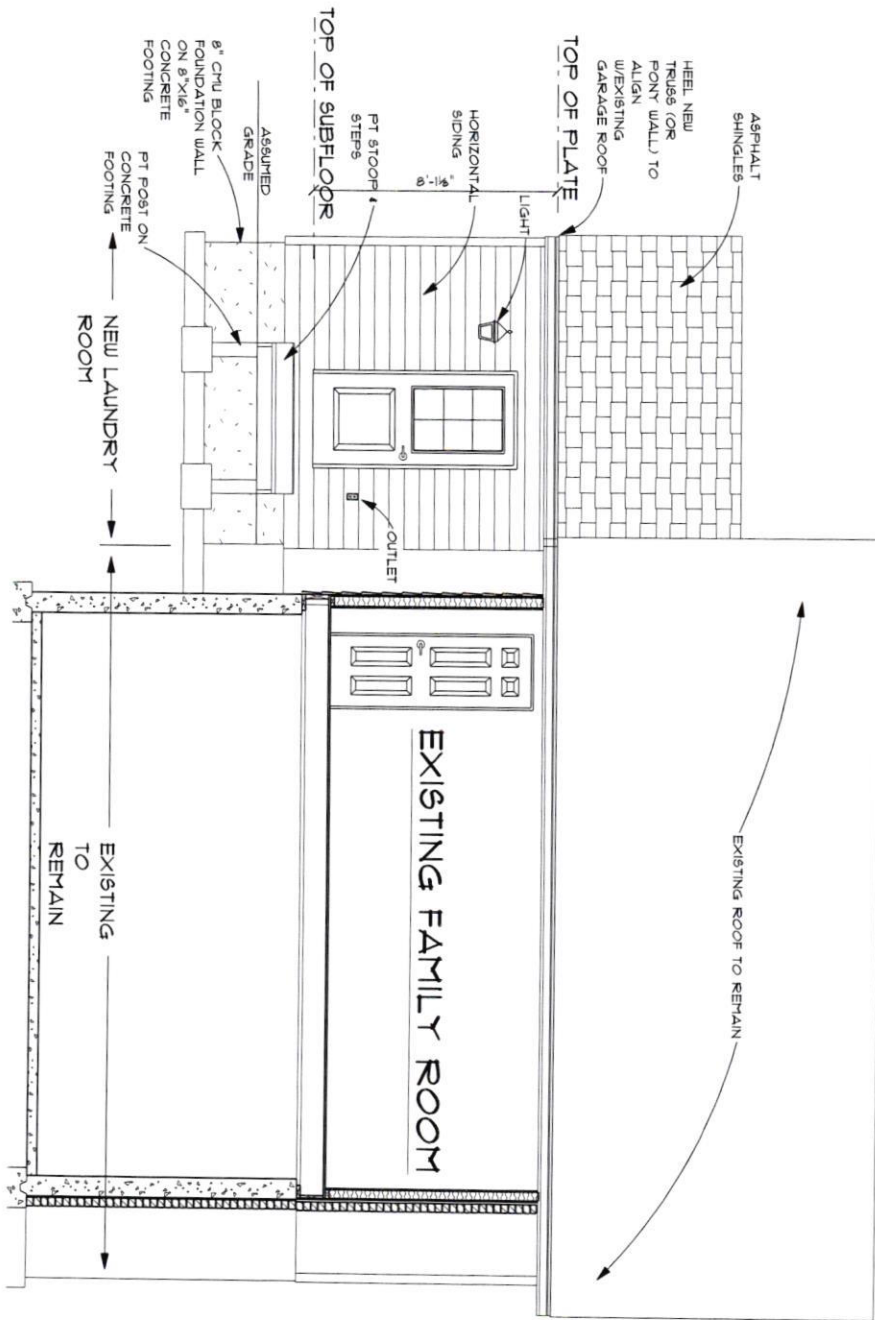 ASPHALT
SHINGLES
HEEL NEW
TRUSS (OR
PONY WALL) TO
ALIGN
W/EXISTING
GARAGE ROOF
TOP OF PLATE
LIGHT
8'-1⅛"
HORIZONTAL
SIDING
TOP OF SUBFLOOR
PT STOOP &
STEPS
ASSUMED
GRADE
8" CMU BLOCK
FOUNDATION WALL
ON 8"X16"
CONCRETE
FOOTING
PT POST ON
CONCRETE
FOOTING
OUTLET
NEW LAUNDRY
ROOM
EXISTING ROOF TO REMAIN
EXISTING FAMILY ROOM
EXISTING
TO
REMAIN